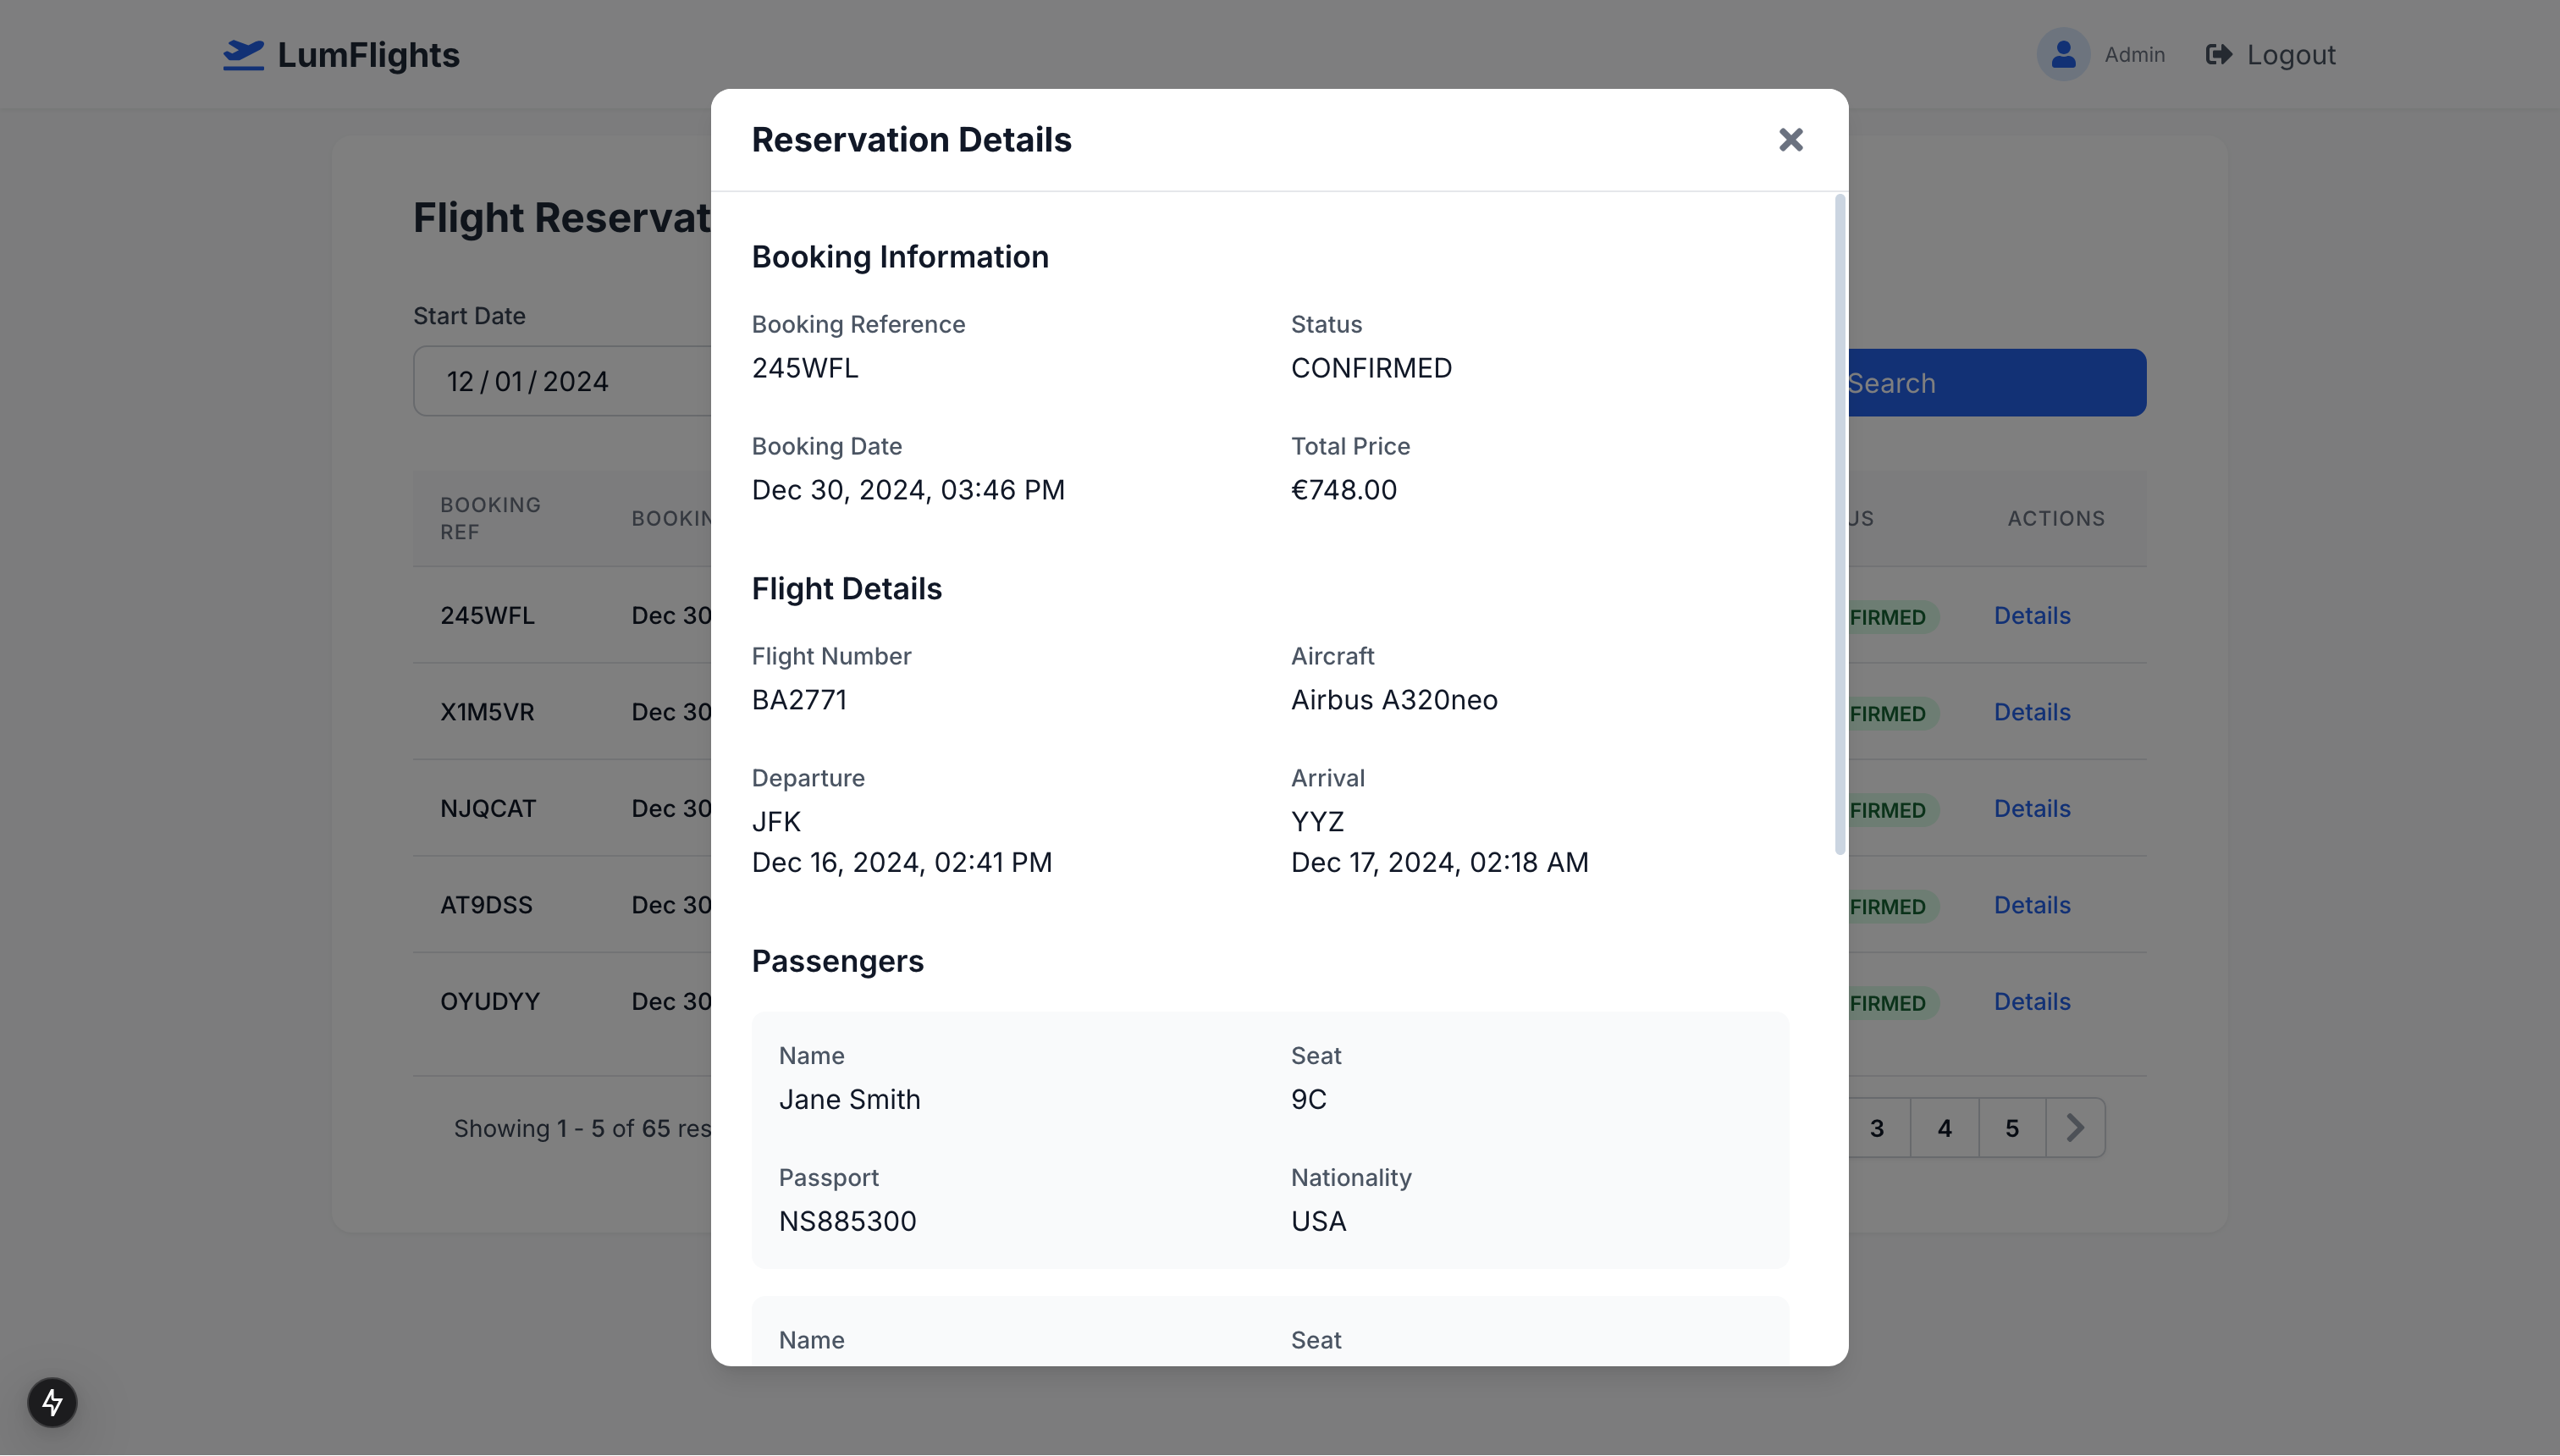 LumFlights
Admin
Logout
Flight Reservat
Start Date
12 / 01 / 2024
Search
BOOKING
REF
BOOKIN
US
ACTIONS
245WFL
Dec 30
FIRMED
Details
X1M5VR
Dec 30
FIRMED
Details
NJQCAT
Dec 30
FIRMED
Details
AT9DSS
Dec 30
FIRMED
Details
OYUDYY
Dec 30
FIRMED
Details
Showing 1 - 5 of 65 res
3
4
5
Reservation Details
Booking Information
Booking Reference
245WFL
Status
CONFIRMED
Booking Date
Dec 30, 2024, 03:46 PM
Total Price
€748.00
Flight Details
Flight Number
BA2771
Aircraft
Airbus A320neo
Departure
JFK
Dec 16, 2024, 02:41 PM
Arrival
YYZ
Dec 17, 2024, 02:18 AM
Passengers
Name
Jane Smith
Seat
9C
Passport
NS885300
Nationality
USA
Name
Seat